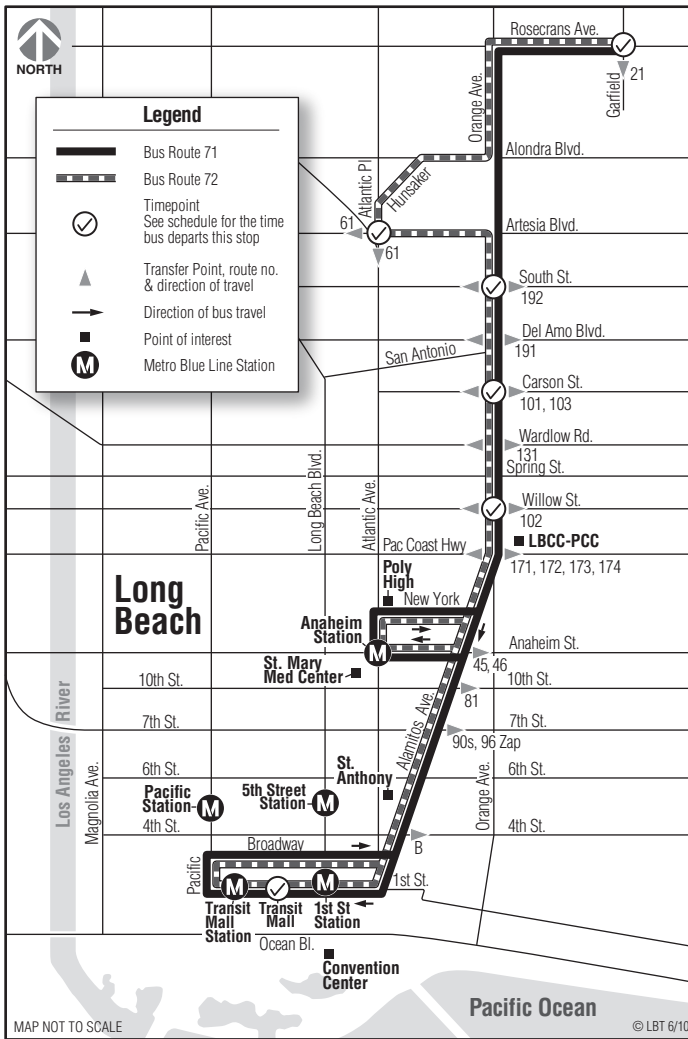 NORTH
Rosecrans Ave.
21
Garfield
Orange Ave.
Legend
Bus Route 71
Bus Route 72
Timepoint
See schedule for the time
bus departs this stop
Transfer Point, route no.
& direction of travel
Direction of bus travel
Point of interest
M
Metro Blue Line Station
Alondra Blvd.
Atlantic Pl
Hunsaker
61
61
Artesia Blvd.
South St.
192
Del Amo Blvd.
191
San Antonio
Carson St.
101, 103
Wardlow Rd.
131
Spring St.
Willow St.
102
Pacific Ave.
Long Beach Blvd.
Atlantic Ave.
Pac Coast Hwy
LBCC-PCC
171, 172, 173, 174
Long
Beach
Poly
High
New York
Anaheim
Station
M
Anaheim St.
45, 46
St. Mary
Med Center
10th St.
10th St.
81
7th St.
7th St.
90s, 96 Zap
Alamitos Ave.
Los Angeles River
Magnolia Ave.
6th St.
6th St.
St.
Anthony
Orange Ave.
Pacific
Station
M
5th Street
Station
M
4th St.
4th St.
B
Broadway
Pacific
1st St.
M
M
Transit
Mall
Station
Transit
Mall
1st St
Station
Ocean Bl.
Convention
Center
Pacific Ocean
MAP NOT TO SCALE
© LBT 6/10